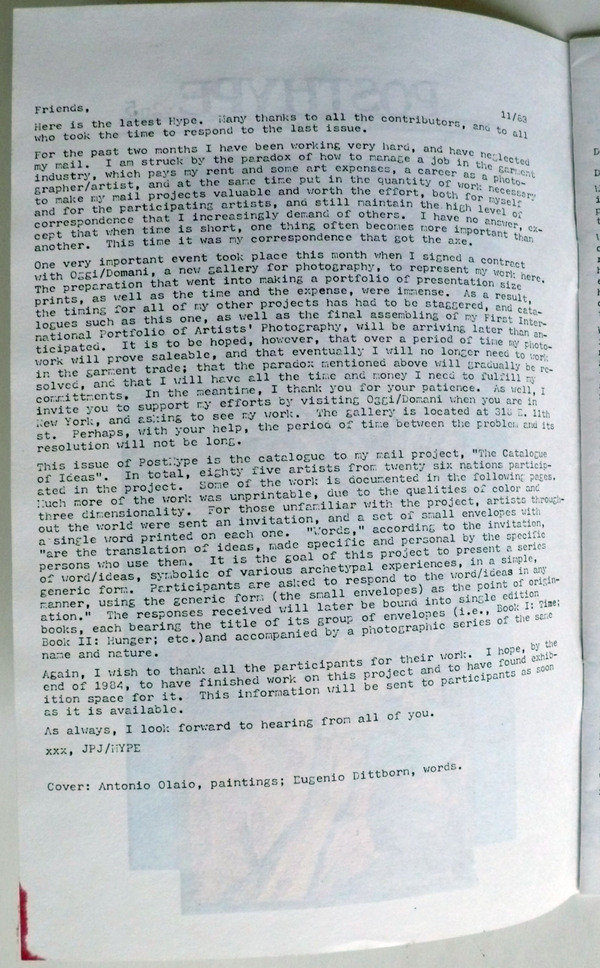 POSTHYPE
11/83
Friends,
Here is the latest Hype. Many thanks to all the contributors, and to all
who took the time to respond to the last issue.
For the past two months I have been working very hard, and have neglected
my mail. I am struck by the paradox of how to manage a job in the garment
industry, which pays my rent and some art expenses, a career as a photo-
grapher/artist, and at the same time put in the quantity of work necessary
to make my mail projects valuable and worth the effort, both for myself
and for the participating artists, and still maintain the high level of
correspondence that I increasingly demand of others. I have no answer, ex-
cept that when time is short, one thing often becomes more important than
another. This time it was my correspondence that got the axe.
One very important event took place this month when I signed a contract
with Oggi/Domani, a new gallery for photography, to represent my work here.
The preparation that went into making a portfolio of presentation size
prints, as well as the time and the expense, were immense. As a result,
the timing for all of my other projects has had to be staggered, and cata-
logues such as this one, as well as the final assembling of my First Inter-
national Portfolio of Artists' Photography, will be arriving later than an-
ticipated. It is to be hoped, however, that over a period of time my photo-
work will prove saleable, and that eventually I will no longer need to work
in the garment trade; that the paradox mentioned above will gradually be re-
solved, and that I will have all the time and money I need to fulfill my
committments. In the meantime, I thank you for your patience. As well, I
invite you to support my efforts by visiting Oggi/Domani when you are in
New York, and asking to see my work. The gallery is located at 318 E. 11th
st. Perhaps, with your help, the period of time between the problem and its
resolution will not be long.
This issue of PostHype is the catalogue to my mail project, "The Catalogue
of Ideas". In total, eighty five artists from twenty six nations particip-
ated in the project. Some of the work is documented in the following pages.
Much more of the work was unprintable, due to the qualities of color and
three dimensionality. For those unfamiliar with the project, artists through-
out the world were sent an invitation, and a set of small envelopes with
a single word printed on each one. "Words," according to the invitation,
"are the translation of ideas, made specific and personal by the specific
persons who use them. It is the goal of this project to present a series
of word/ideas, symbolic of various archetypal experiences, in a simple,
generic form. Participants are asked to respond to the word/ideas in any
manner, using the generic form (the small envelopes) as the point of origin-
ation." The responses received will later be bound into single edition
books, each bearing the title of its group of envelopes (i.e., Book I: Time;
Book II: Hunger; etc.)and accompanied by a photographic series of the same
name and nature.
Again, I wish to thank all the participants for their work. I hope, by the
end of 1984, to have finished work on this project and to have found exhib-
ition space for it. This information will be sent to participants as soon
as it is available.
As always, I look forward to hearing from all of you.
xxx, JPJ/HYPE
Cover: Antonio Olaio, paintings; Eugenio Dittborn, words.